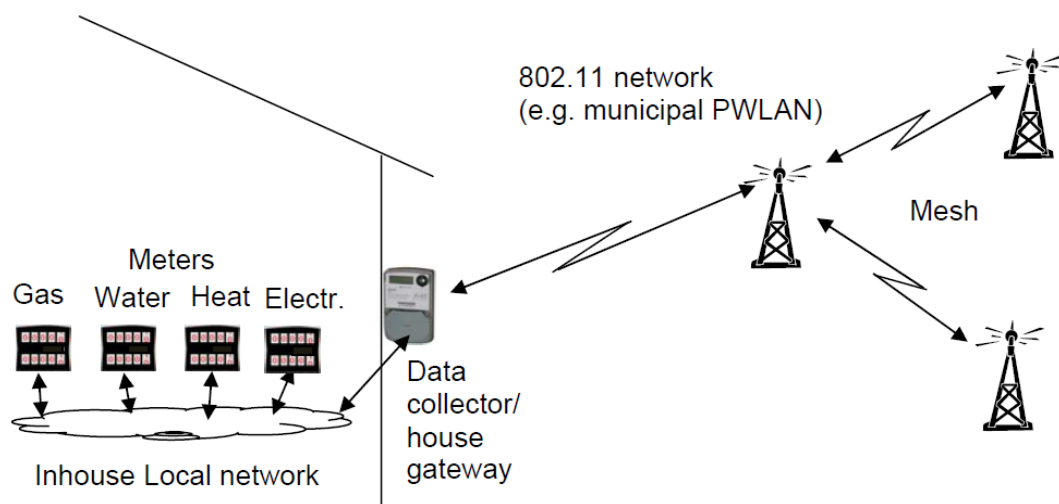 802.11 network
(e.g. municipal PWLAN)
Mesh
Meters
Gas
Water
Heat
Electr.
Data
collector/
house
gateway
Inhouse Local network